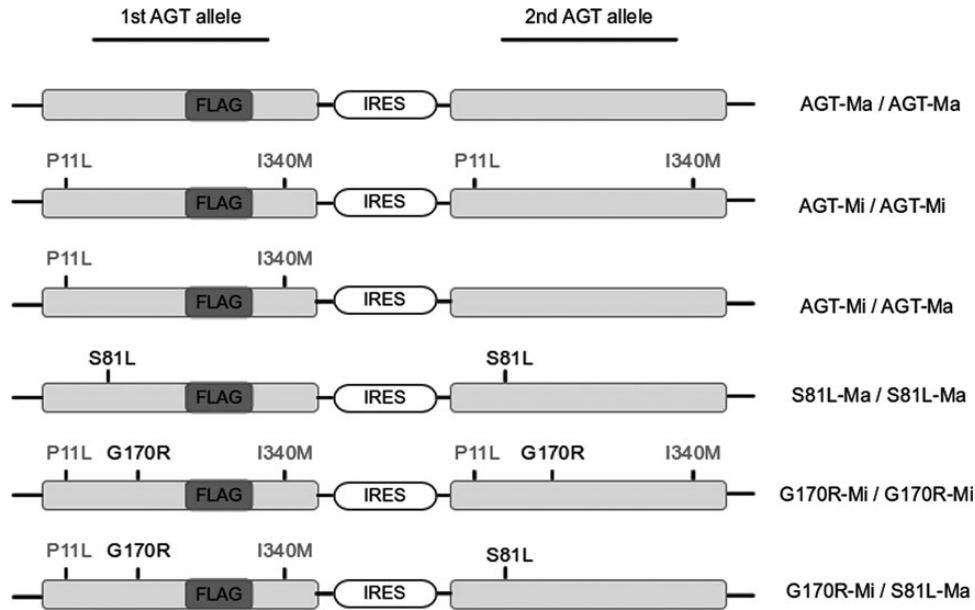 1st AGT allele 2nd AGT allele
FLAG IRES AGT-Ma / AGT-Ma
P11L I340M P11L I340M
FLAG IRES AGT-Mi / AGT-Mi
P11L I340M
FLAG IRES AGT-Mi / AGT-Ma
S81L S81L
FLAG IRES S81L-Ma / S81L-Ma
P11L G170R I340M P11L G170R I340M
FLAG IRES G170R-Mi / G170R-Mi
P11L G170R I340M S81L
FLAG IRES G170R-Mi / S81L-Ma